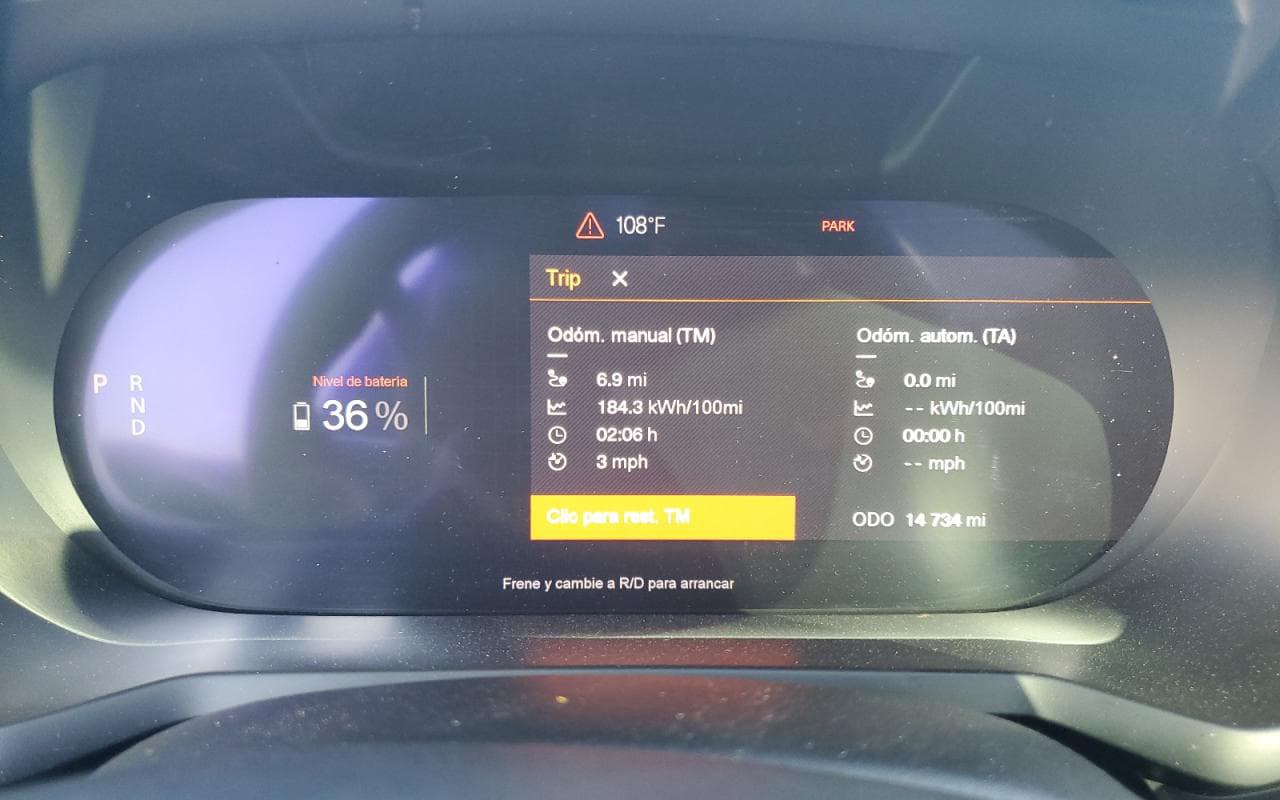 108°F
PARK
Trip
Odóm. manual (TM)
6.9 mi
184.3 kWh/100mi
02:06 h
3 mph
Clic para rest. TM
Odóm. autom. (TA)
0.0 mi
-- kWh/100mi
00:00 h
-- mph
ODO 14 734 mi
P
R
N
D
Nivel de batería
36 %
Frene y cambie a R/D para arrancar